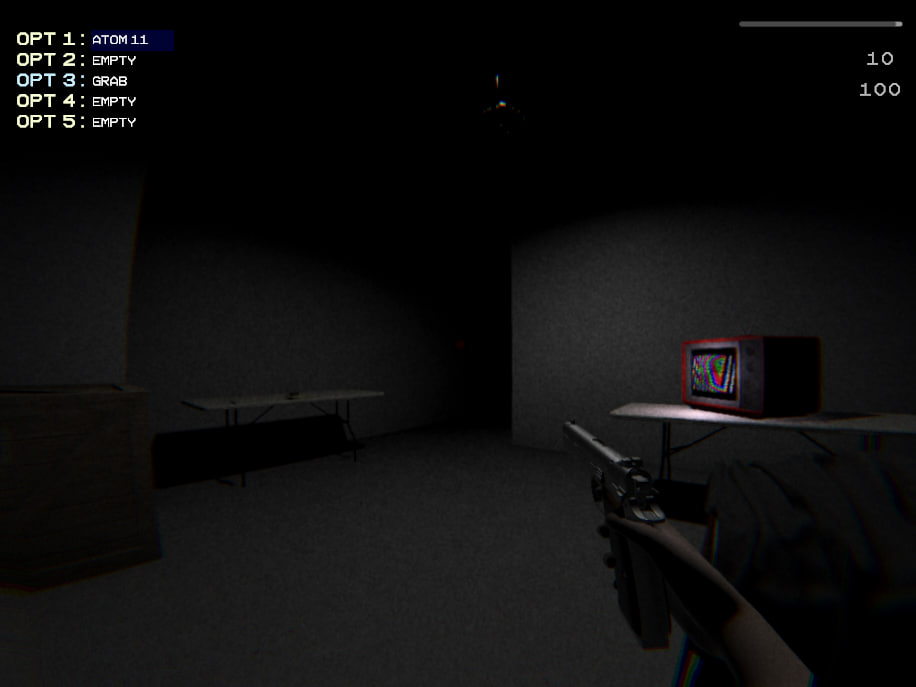 OPT 1: ATOM 11
OPT 2: EMPTY
OPT 3: GRAB
OPT 4: EMPTY
OPT 5: EMPTY
10
100